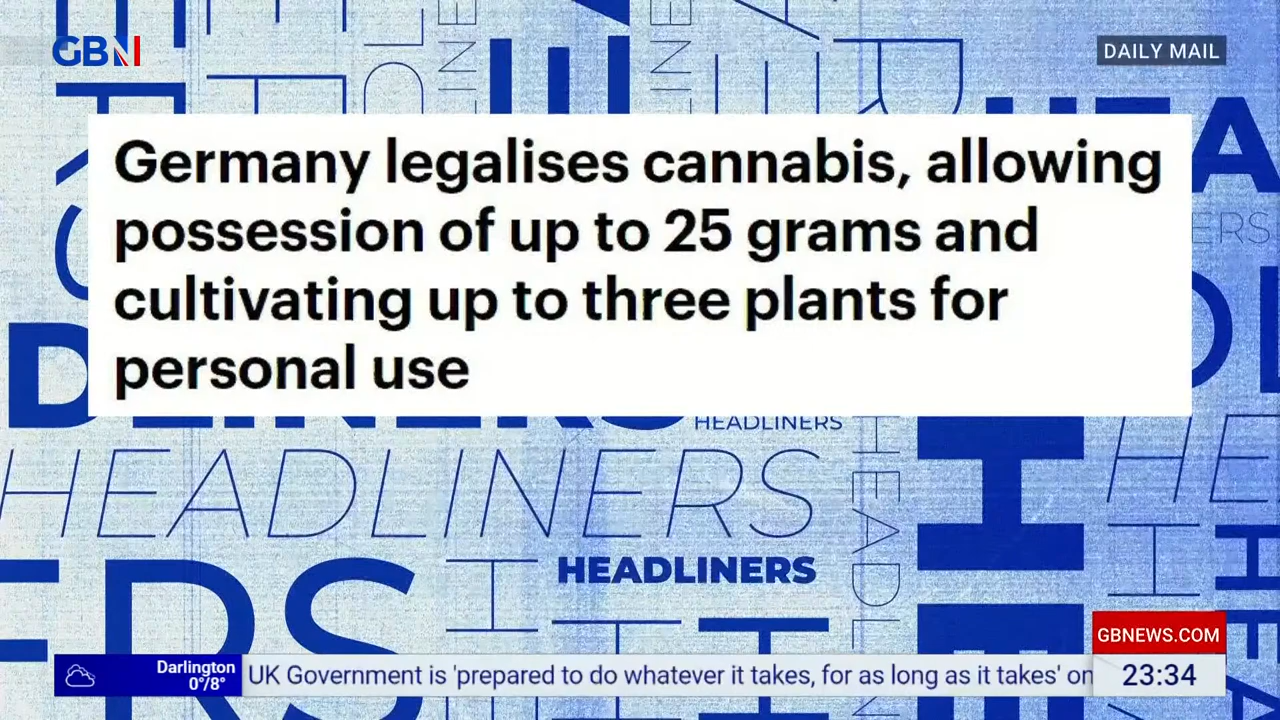 GBN
DAILY MAIL
Germany legalises cannabis, allowing
possession of up to 25 grams and
cultivating up to three plants for
personal use
HEADLINERS
HEADLINERS
HEADLINERS
HEADLINERS
GBNEWS.COM
Darlington
0°/8°
UK Government is 'prepared to do whatever it takes, for as long as it takes' on
23:34